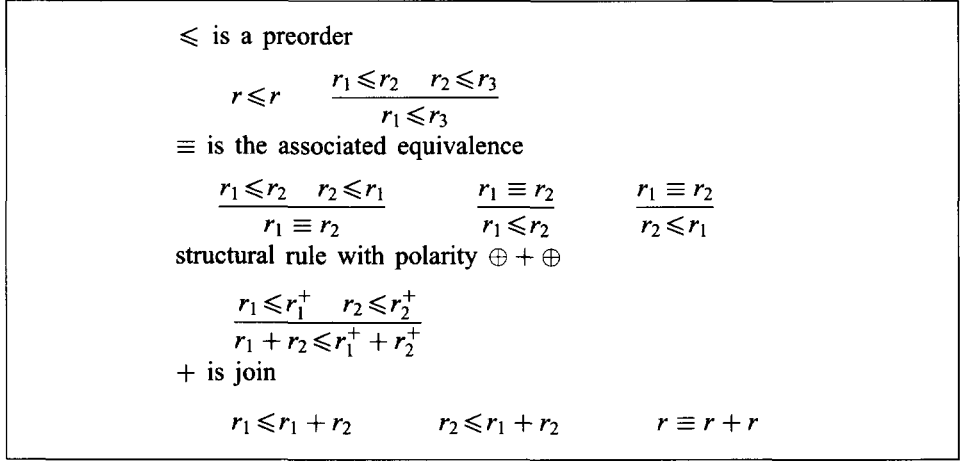 ⩽ is a preorder
r ⩽ r    r₁ ⩽ r₂   r₂ ⩽ r₃
r₁ ⩽ r₃
≡ is the associated equivalence
r₁ ⩽ r₂   r₂ ⩽ r₁    r₁ ≡ r₂    r₁ ≡ r₂
r₁ ≡ r₂    r₁ ⩽ r₂    r₂ ⩽ r₁
structural rule with polarity ⊕ + ⊕
r₁ ⩽ r₁⁺   r₂ ⩽ r₂⁺
r₁ + r₂ ⩽ r₁⁺ + r₂⁺
+ is join
r₁ ⩽ r₁ + r₂    r₂ ⩽ r₁ + r₂    r ≡ r + r